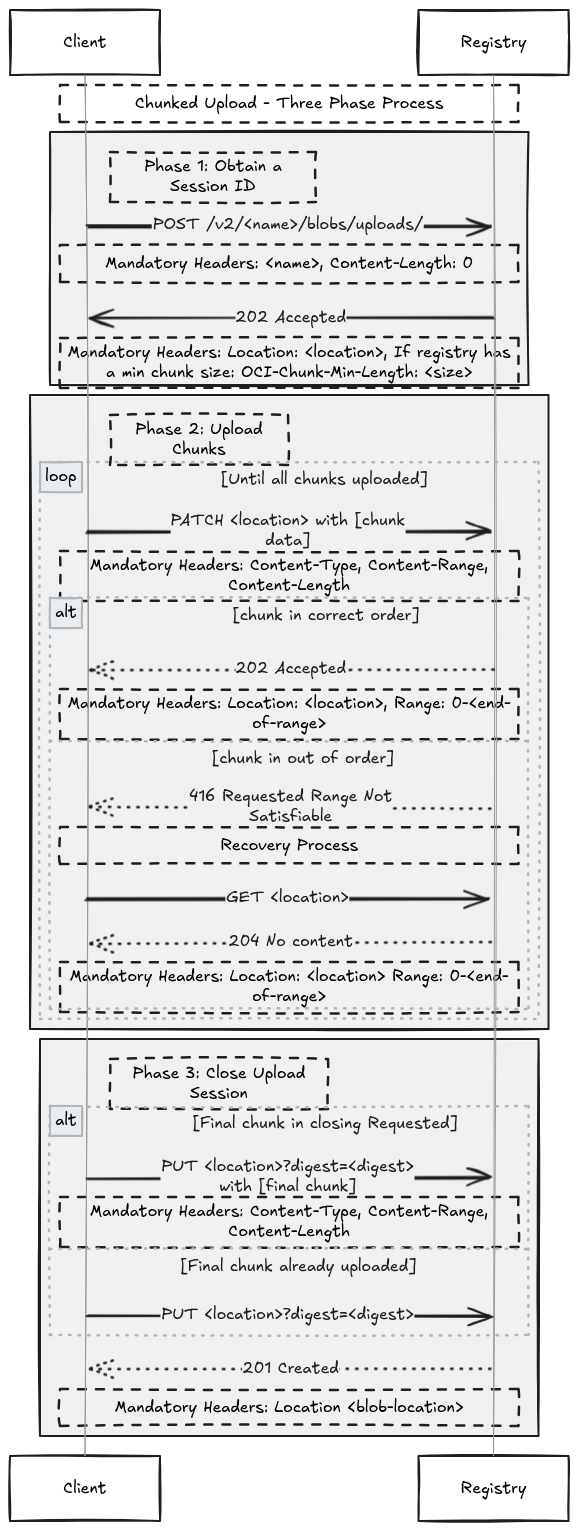 Client
Registry
Chunked Upload - Three Phase Process
Phase 1: Obtain a
Session ID
POST /v2/<name>/blobs/uploads/
Mandatory Headers: <name>, Content-Length: 0
202 Accepted
Mandatory Headers: Location: <location>, If registry has
a min chunk size: OCI-Chunk-Min-Length: <size>
Phase 2: Upload
Chunks
loop
[Until all chunks uploaded]
PATCH <location> with [chunk
data]
Mandatory Headers: Content-Type, Content-Range,
Content-Length
alt
[chunk in correct order]
202 Accepted
Mandatory Headers: Location: <location>, Range: 0-<end-
of-range>
[chunk in out of order]
416 Requested Range Not
Satisfiable
Recovery Process
GET <location>
204 No content
Mandatory Headers: Location: <location> Range: 0-<end-
of-range>
Phase 3: Close Upload
Session
alt
[Final chunk in closing Requested]
PUT <location>?digest=<digest>
with [final chunk]
Mandatory Headers: Content-Type, Content-Range,
Content-Length
[Final chunk already uploaded]
PUT <location>?digest=<digest>
201 Created
Mandatory Headers: Location <blob-location>
Client
Registry